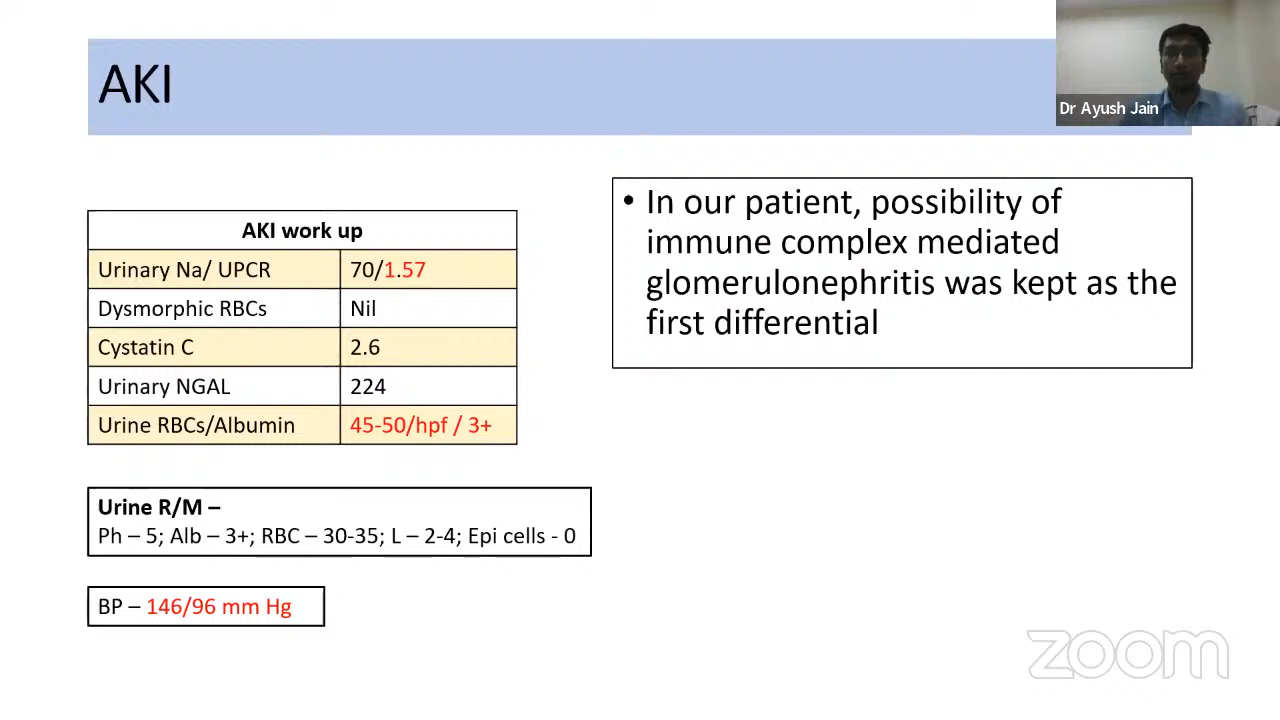 AKI
Dr Ayush Jain
AKI work up
Urinary Na/ UPCR 70/1.57
Dysmorphic RBCs Nil
Cystatin C 2.6
Urinary NGAL 224
Urine RBCs/Albumin 45-50/hpf / 3+
Urine R/M –
Ph – 5; Alb – 3+; RBC – 30-35; L – 2-4; Epi cells - 0
BP – 146/96 mm Hg
• In our patient, possibility of
immune complex mediated
glomerulonephritis was kept as the
first differential
zoom